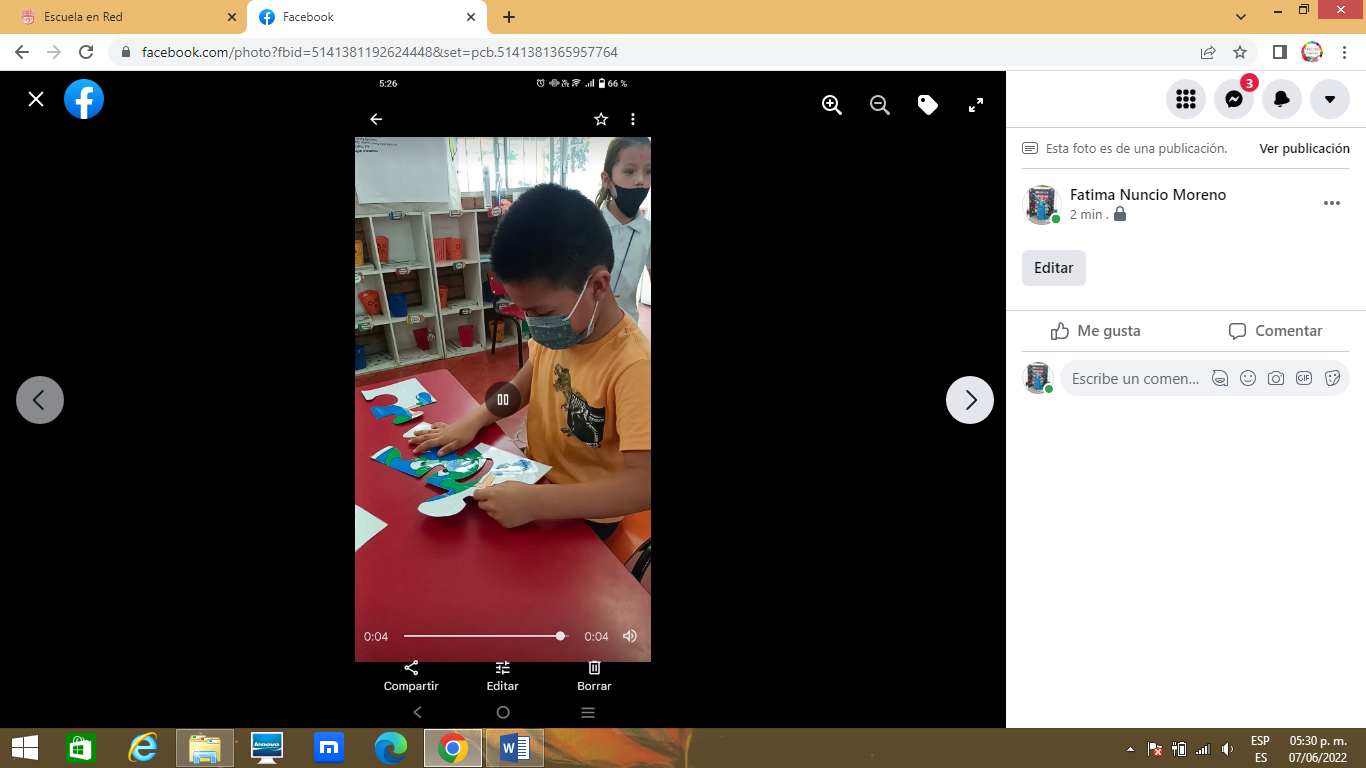 Escuela en Red
Facebook
facebook.com/photo?fbid=5141381192624448&set=pcb.5141381365957764
5:26
66 %
3
Esta foto es de una publicación.
Ver publicación
Fatima Nuncio Moreno
2 min .
Editar
Me gusta
Comentar
Escribe un comen...
GIF
0:04
0:04
Compartir
Editar
Borrar
lenovo
ESP
05:30 p. m.
ES
07/06/2022